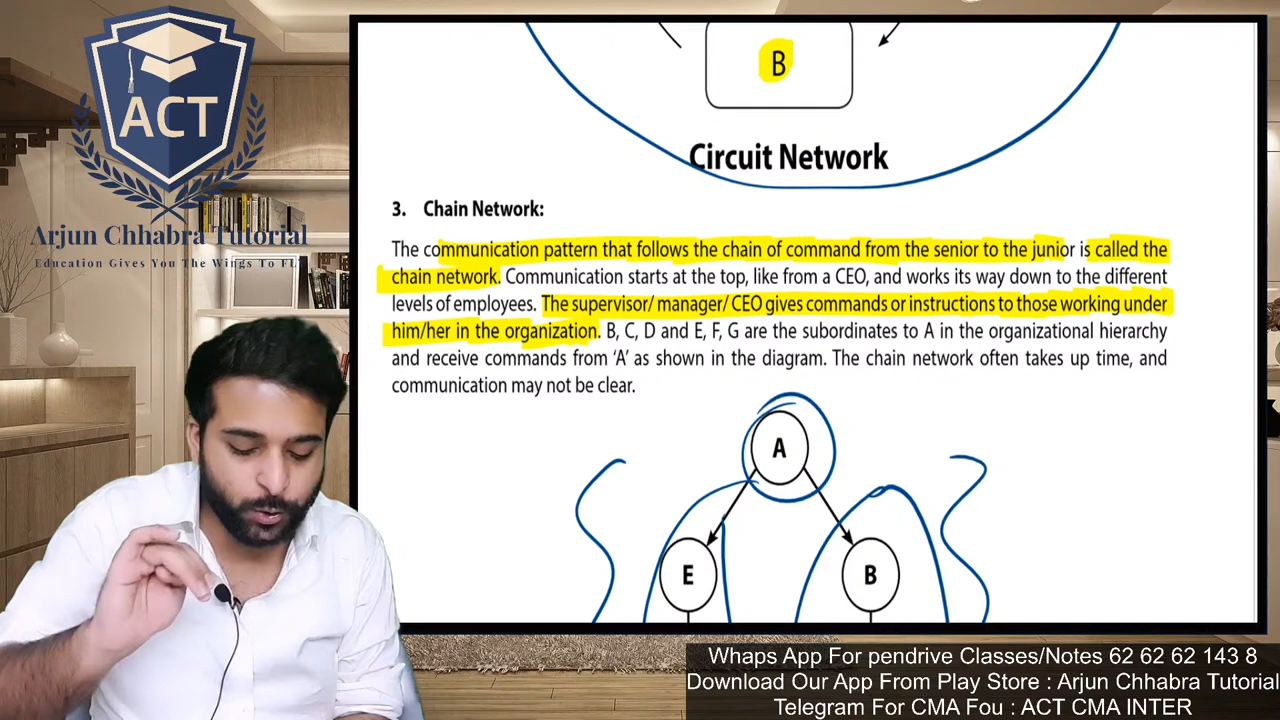 ACT
Arjun Chhabra Tutorial
Education Gives You The Wings To
B
Circuit Network
3. Chain Network:
The communication pattern that follows the chain of command from the senior to the junior is called the
chain network. Communication starts at the top, like from a CEO, and works its way down to the different
levels of employees. The supervisor/ manager/ CEO gives commands or instructions to those working under
him/her in the organization. B, C, D and E, F, G are the subordinates to A in the organizational hierarchy
and receive commands from ‘A’ as shown in the diagram. The chain network often takes up time, and
communication may not be clear.
A
E
B
Whaps App For pendrive Classes/Notes 62 62 62 143 8
Download Our App From Play Store : Arjun Chhabra Tutorial
Telegram For CMA Fou : ACT CMA INTER